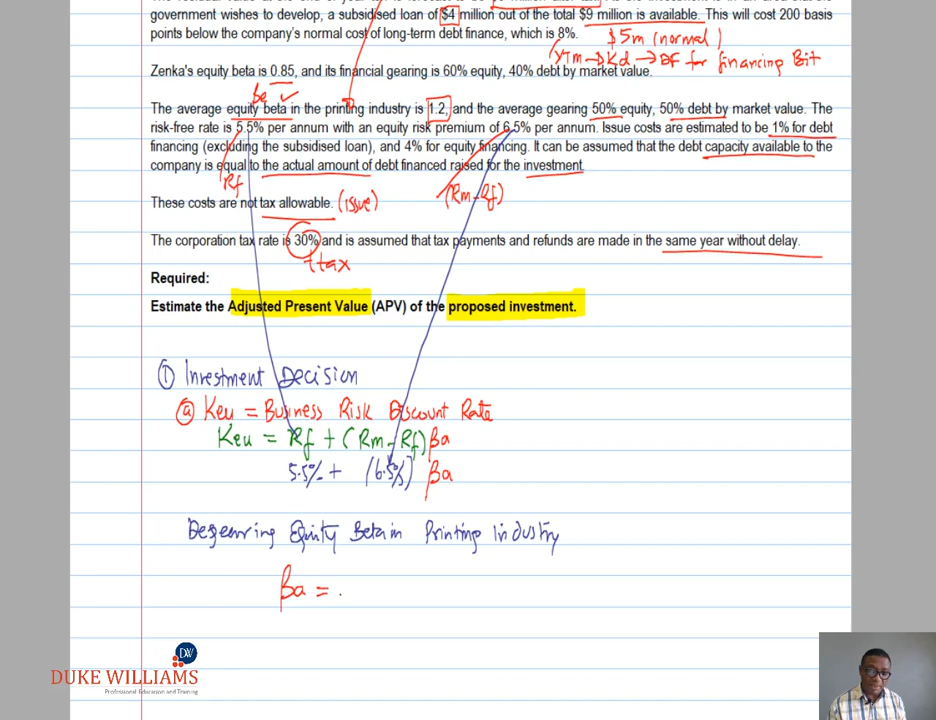 government wishes to develop, a subsidised loan of $4 million out of the total $9 million is available. This will cost 200 basis
points below the company's normal cost of long-term debt finance, which is 8%.
$5m (normal)
(YTM → Kd → DF for financing Bit
Zenka's equity beta is 0.85, and its financial gearing is 60% equity, 40% debt by market value.
βe ✓
The average equity beta in the printing industry is 1.2, and the average gearing 50% equity, 50% debt by market value. The
risk-free rate is 5.5% per annum with an equity risk premium of 6.5% per annum. Issue costs are estimated to be 1% for debt
financing (excluding the subsidised loan), and 4% for equity financing. It can be assumed that the debt capacity available to the
company is equal to the actual amount of debt financed raised for the investment.
Rf
(Rm-Rf)
These costs are not tax allowable. (issue)
The corporation tax rate is 30% and is assumed that tax payments and refunds are made in the same year without delay.
ttax
Required:
Estimate the Adjusted Present Value (APV) of the proposed investment.
① Investment Decision
ⓐ Keu = Business Risk Discount Rate
Keu = Rf + (Rm - Rf) βa
5.5% + (6.5%) βa
Degearing Equity Beta in Printing industry
βa = .
DW
DUKE WILLIAMS
Professional Education and Training